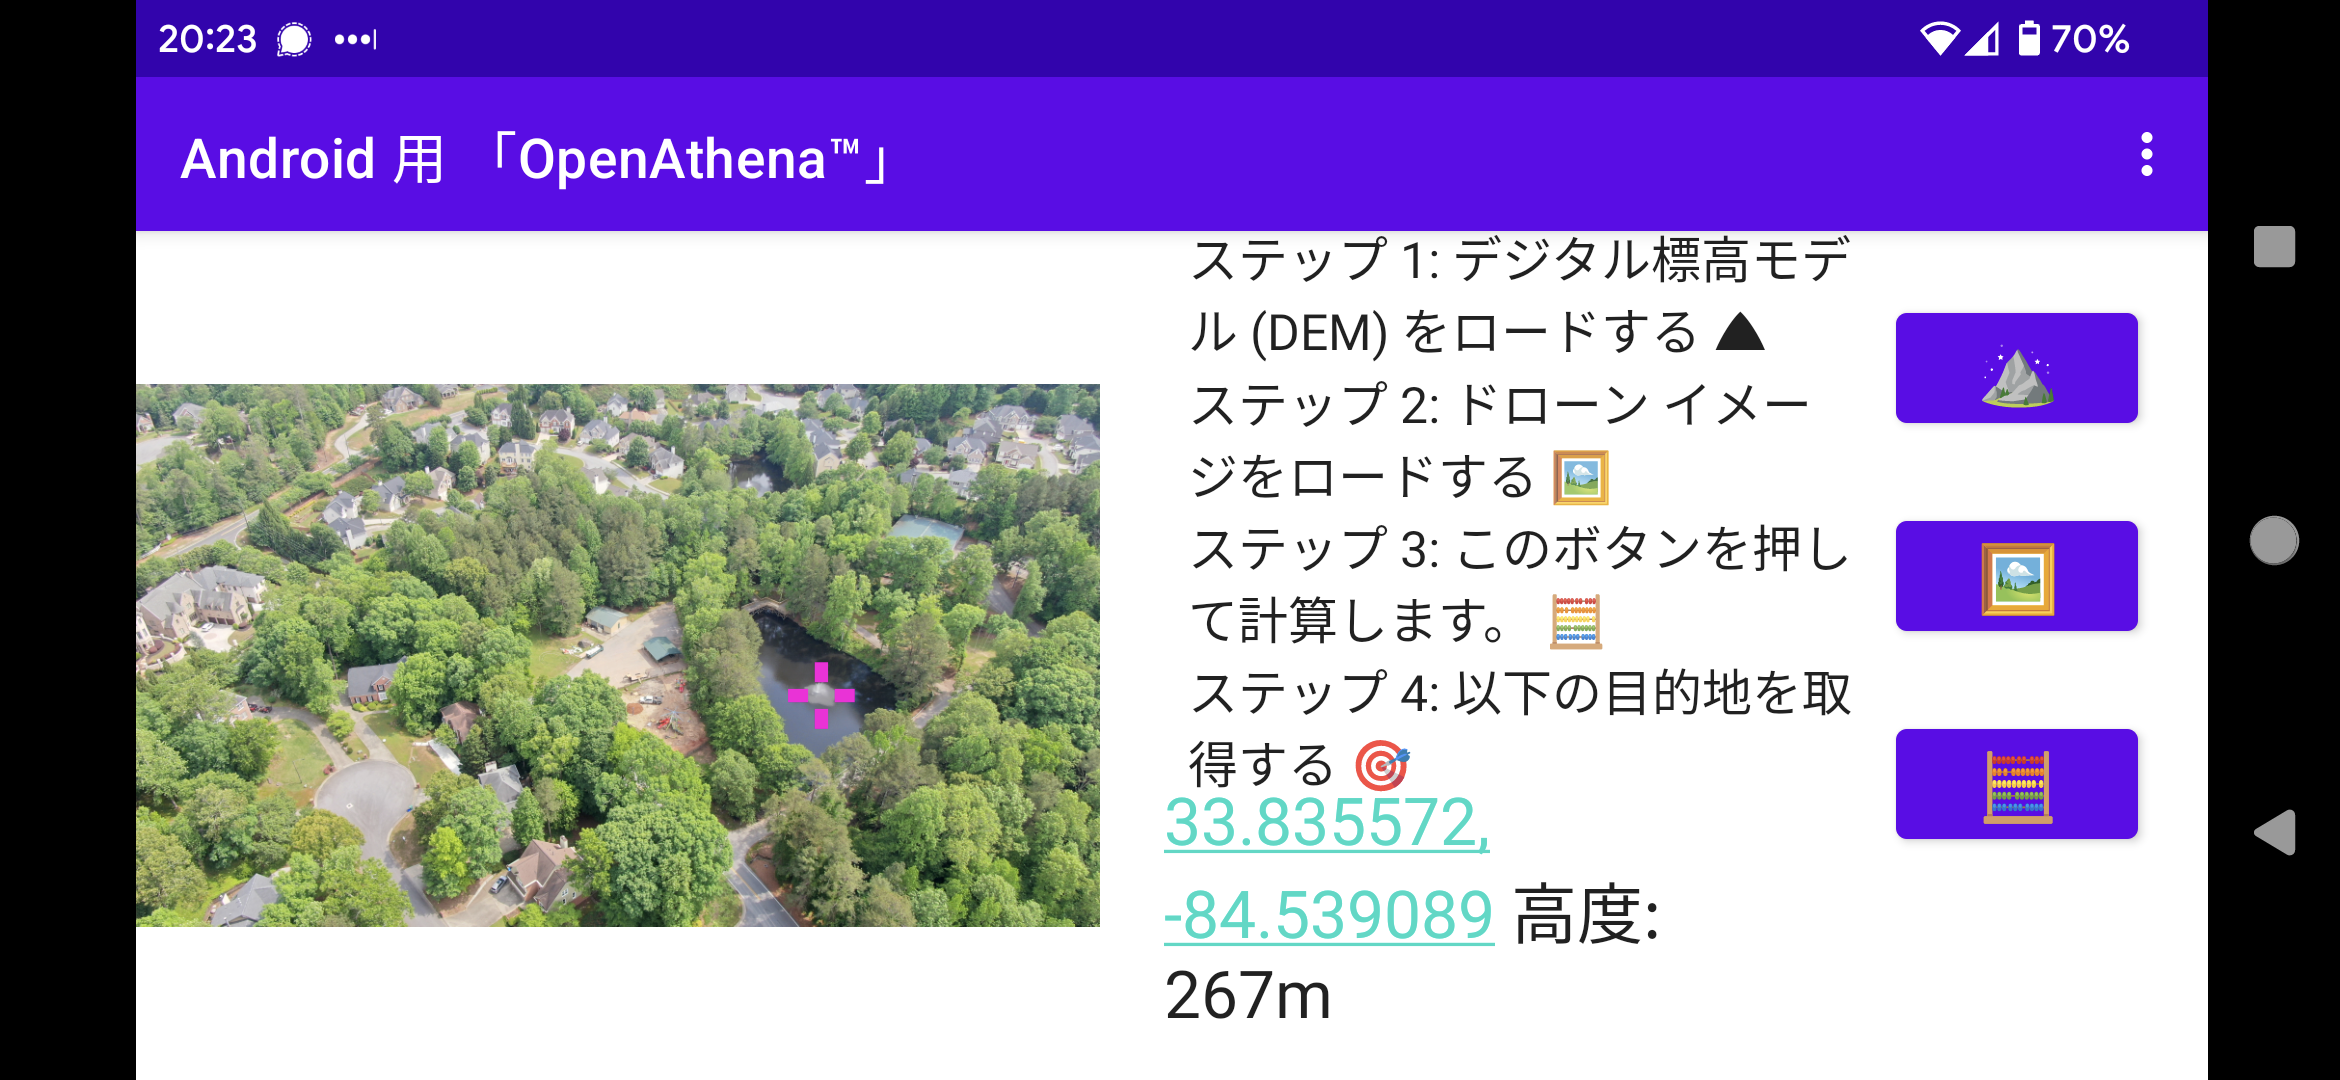 20:23
70%
Android 用 「OpenAthena™」
ステップ 1: デジタル標高モデ
ル (DEM) をロードする
ステップ 2: ドローン イメー
ジをロードする
ステップ 3: このボタンを押し
て計算します。
ステップ 4: 以下の目的地を取
得する
33.835572,
-84.539089 高度:
267m